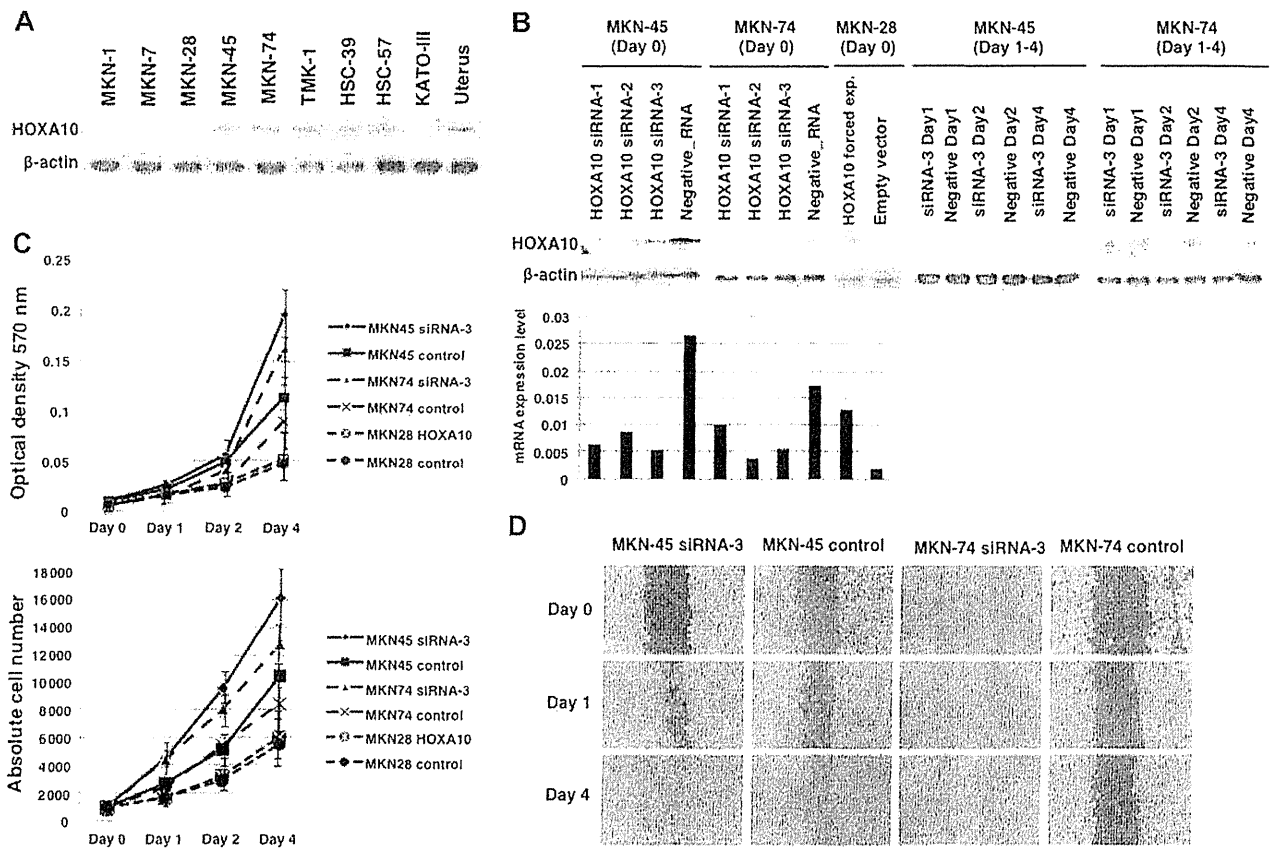 A
MKN-1
MKN-7
MKN-28
MKN-45
MKN-74
TMK-1
HSC-39
HSC-57
KATO-III
Uterus
HOXA10
β-actin
B
MKN-45
(Day 0)
MKN-74
(Day 0)
MKN-28
(Day 0)
MKN-45
(Day 1-4)
MKN-74
(Day 1-4)
HOXA10 siRNA-1
HOXA10 siRNA-2
HOXA10 siRNA-3
Negative_RNA
HOXA10 siRNA-1
HOXA10 siRNA-2
HOXA10 siRNA-3
Negative_RNA
HOXA10 forced exp.
Empty vector
siRNA-3 Day1
Negative Day1
siRNA-3 Day2
Negative Day2
siRNA-3 Day4
Negative Day4
siRNA-3 Day1
Negative Day1
siRNA-3 Day2
Negative Day2
siRNA-3 Day4
Negative Day4
HOXA10
β-actin
mRNA expression level
0.03
0.025
0.02
0.015
0.01
0.005
0
C
Optical density 570 nm
0.25
0.2
0.15
0.1
0.05
0
Day 0 Day 1 Day 2 Day 4
MKN45 siRNA-3
MKN45 control
MKN74 siRNA-3
MKN74 control
MKN28 HOXA10
MKN28 control
Absolute cell number
18000
16000
14000
12000
10000
8000
6000
4000
2000
0
Day 0 Day 1 Day 2 Day 4
MKN45 siRNA-3
MKN45 control
MKN74 siRNA-3
MKN74 control
MKN28 HOXA10
MKN28 control
D
MKN-45 siRNA-3 MKN-45 control MKN-74 siRNA-3 MKN-74 control
Day 0
Day 1
Day 4